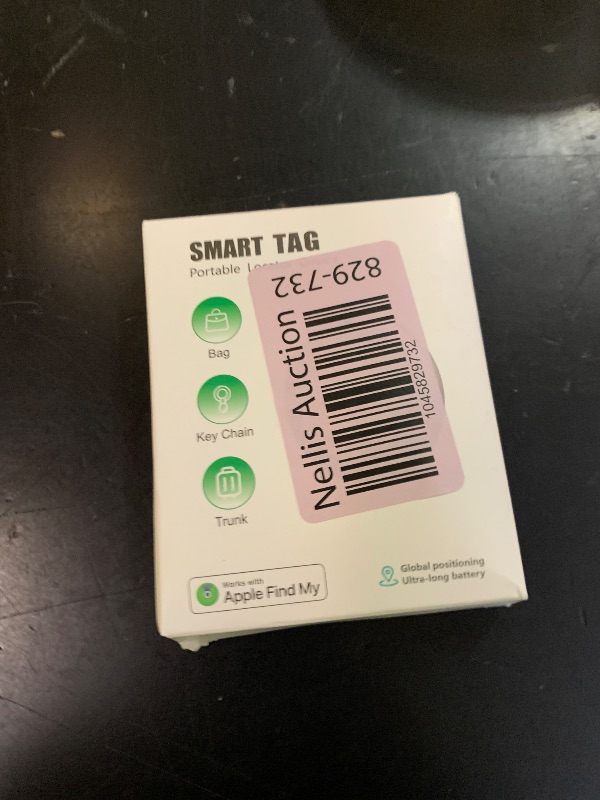 SMART TAG
Portable
829-732
Nellis Auction
1045829732
Bag
Key Chain
Trunk
Works with
Apple Find My
Global positioning
Ultra-long battery